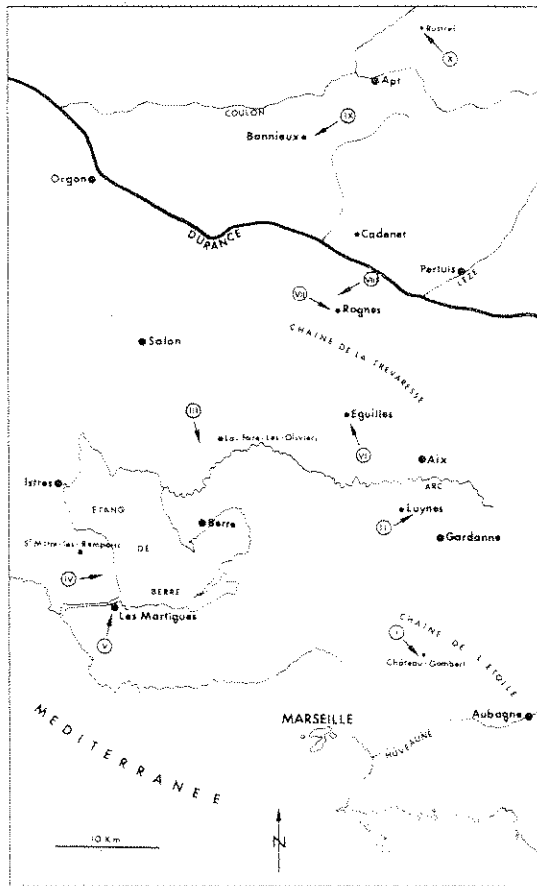 Rustrel
X
Apt
COULON
IX
Bonnieux
Orgon
DURANCE
Cadenet
Pertuis
LEZE
VIII
VII
Rognes
CHAINE DE LA TREVARESSE
Salon
III
La-Fare-Les-Oliviers
Eguilles
VI
Aix
Istres
ARC
ETANG
Luynes
II
Berre
Gardanne
St Mitre-les-Remparts
DE
IV
BERRE
Les Martigues
V
I
CHAINE DE L'ETOILE
Château-Gombert
Aubagne
MARSEILLE
HUVEAUNE
MEDITERRANEE
10 Km
N